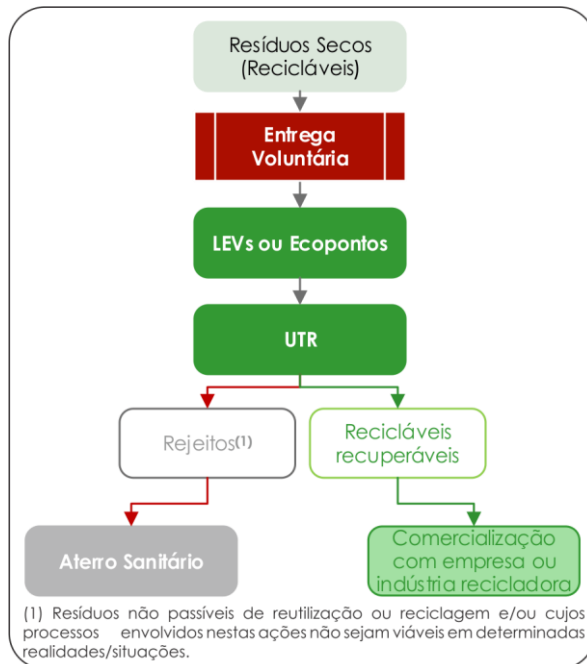 Resíduos Secos
(Recicláveis)
Entrega
Voluntária
LEVs ou Ecopontos
UTR
Rejeitos(1)
Recicláveis
recuperáveis
Aterro Sanitário
Comercialização
com empresa ou
indústria recicladora
(1) Resíduos não passíveis de reutilização ou reciclagem e/ou cujos
processos envolvidos nestas ações não sejam viáveis em determinadas
realidades/situações.